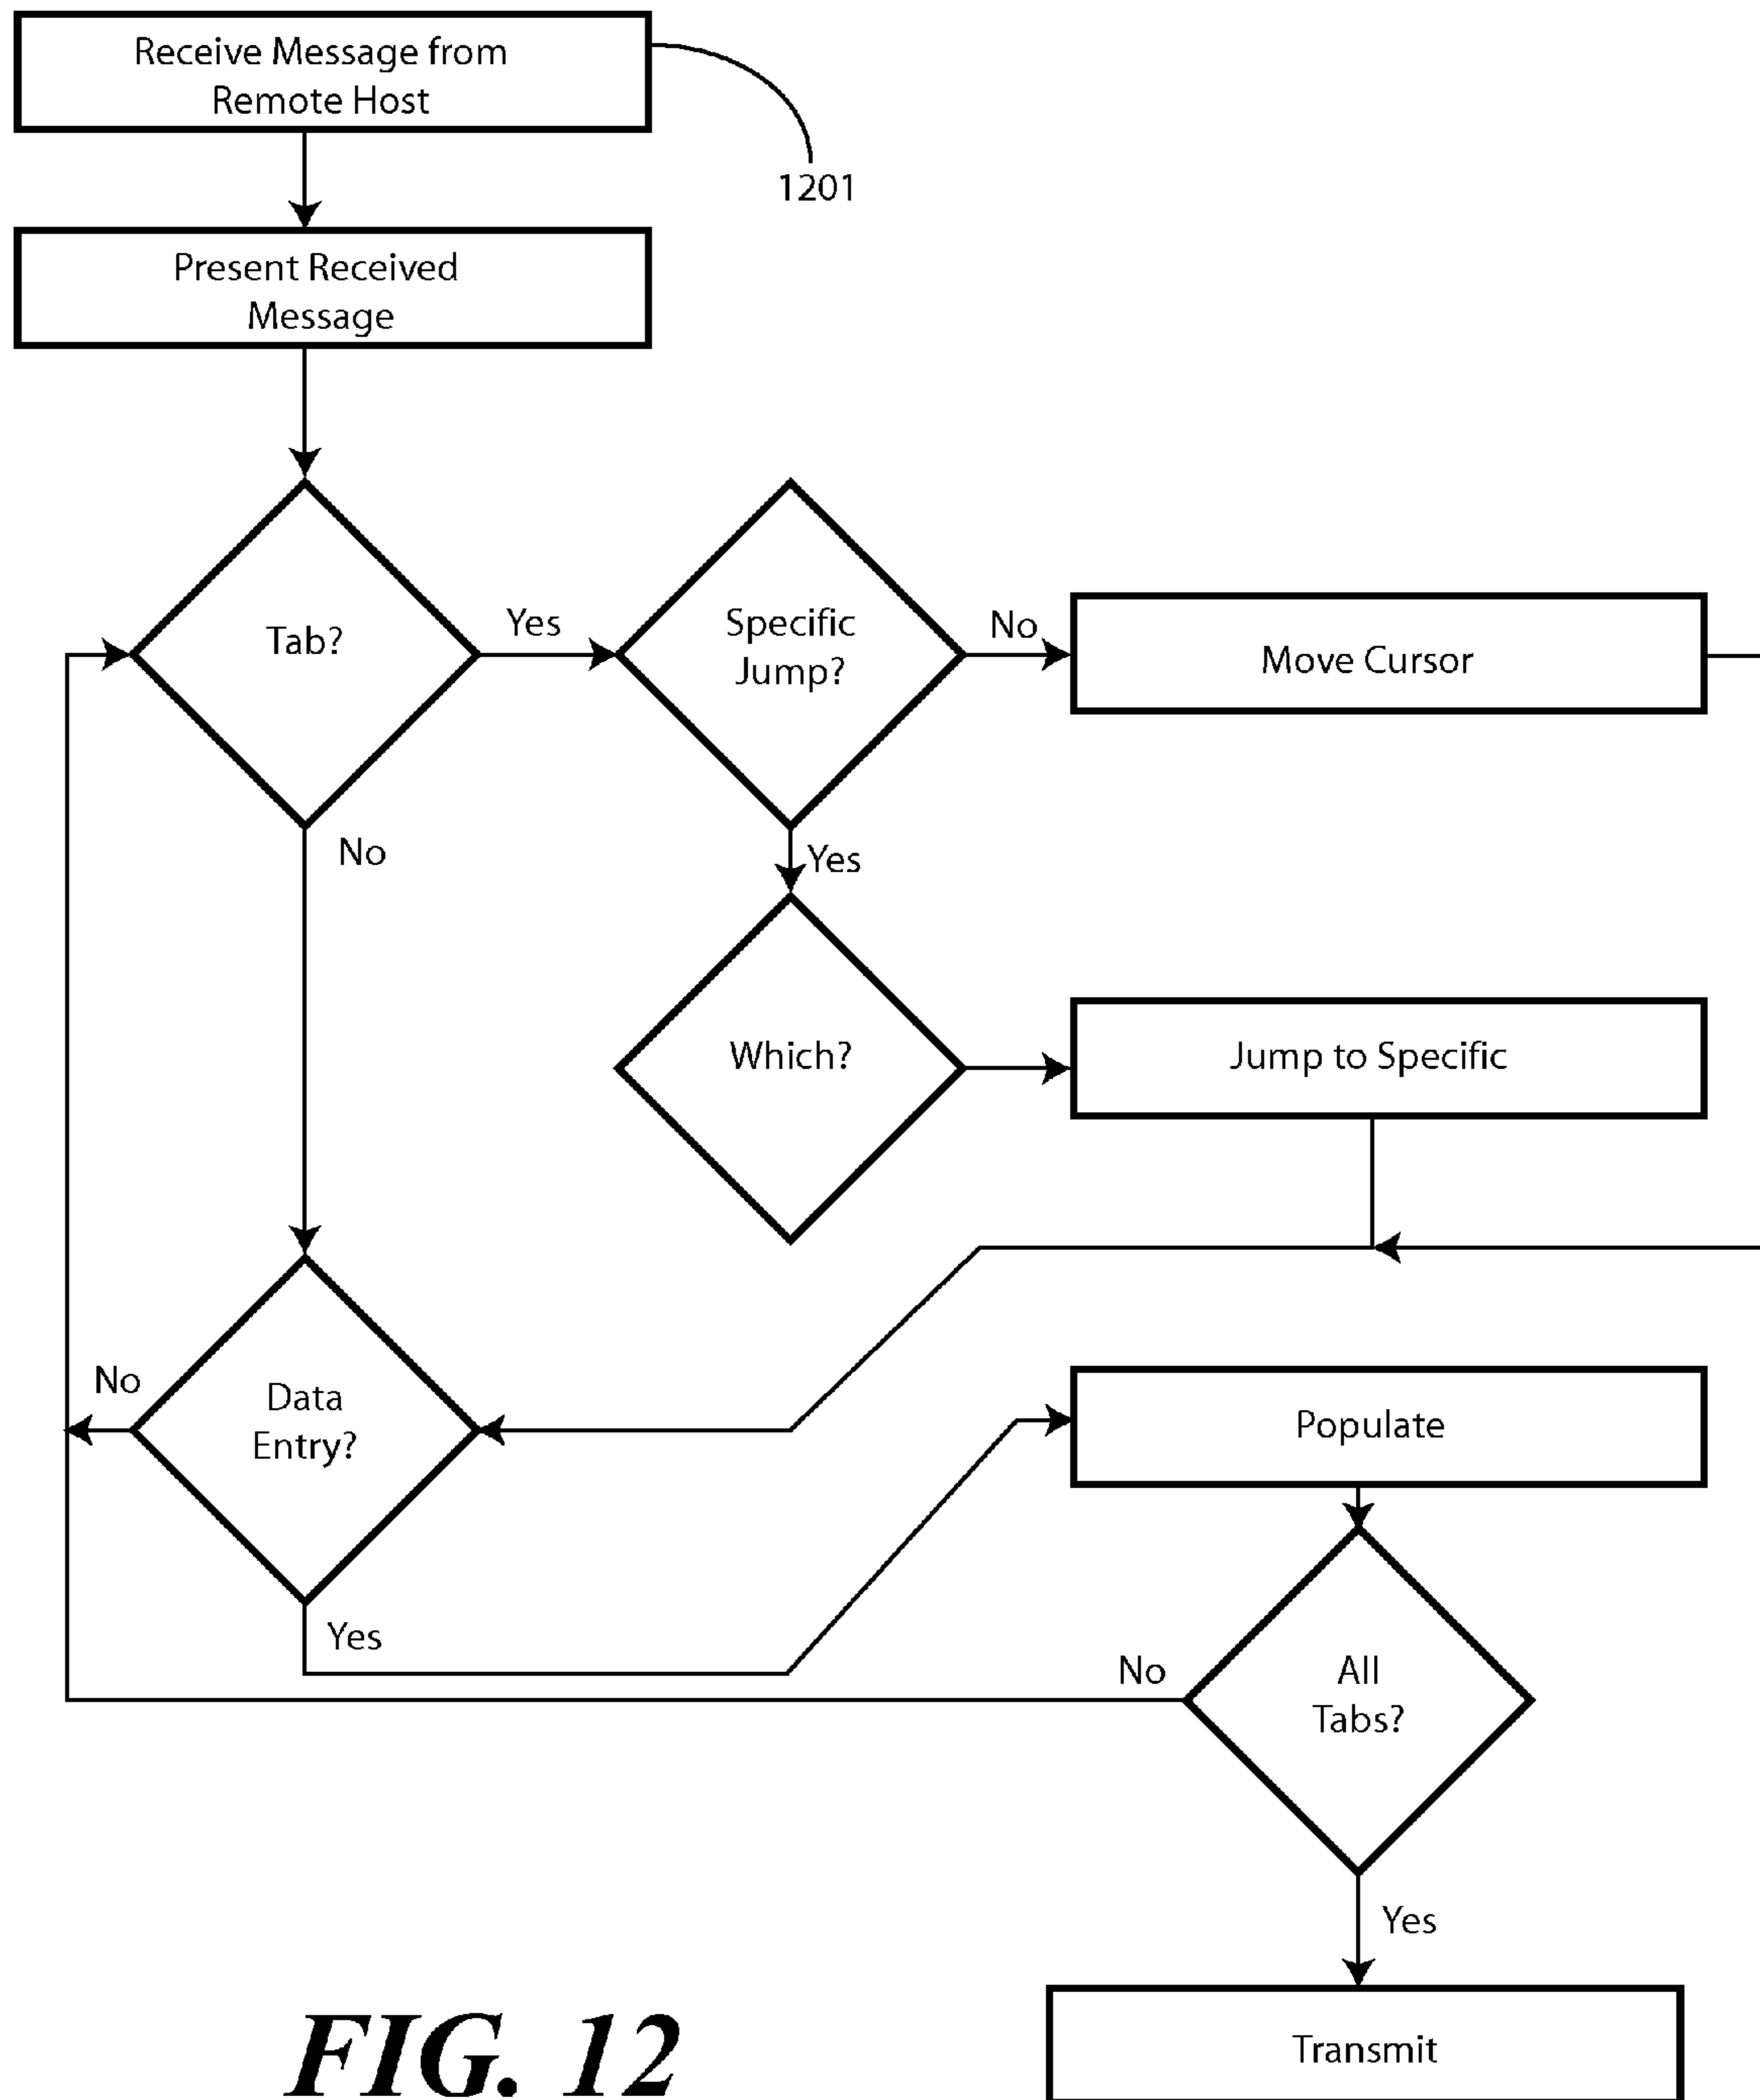 Receive Message from
Remote Host
1201
Present Received
Message
Tab?
Yes
Specific
Jump?
No
Move Cursor
No
Yes
Which?
Jump to Specific
No
Data
Entry?
Populate
Yes
No
All
Tabs?
Yes
Transmit
FIG. 12